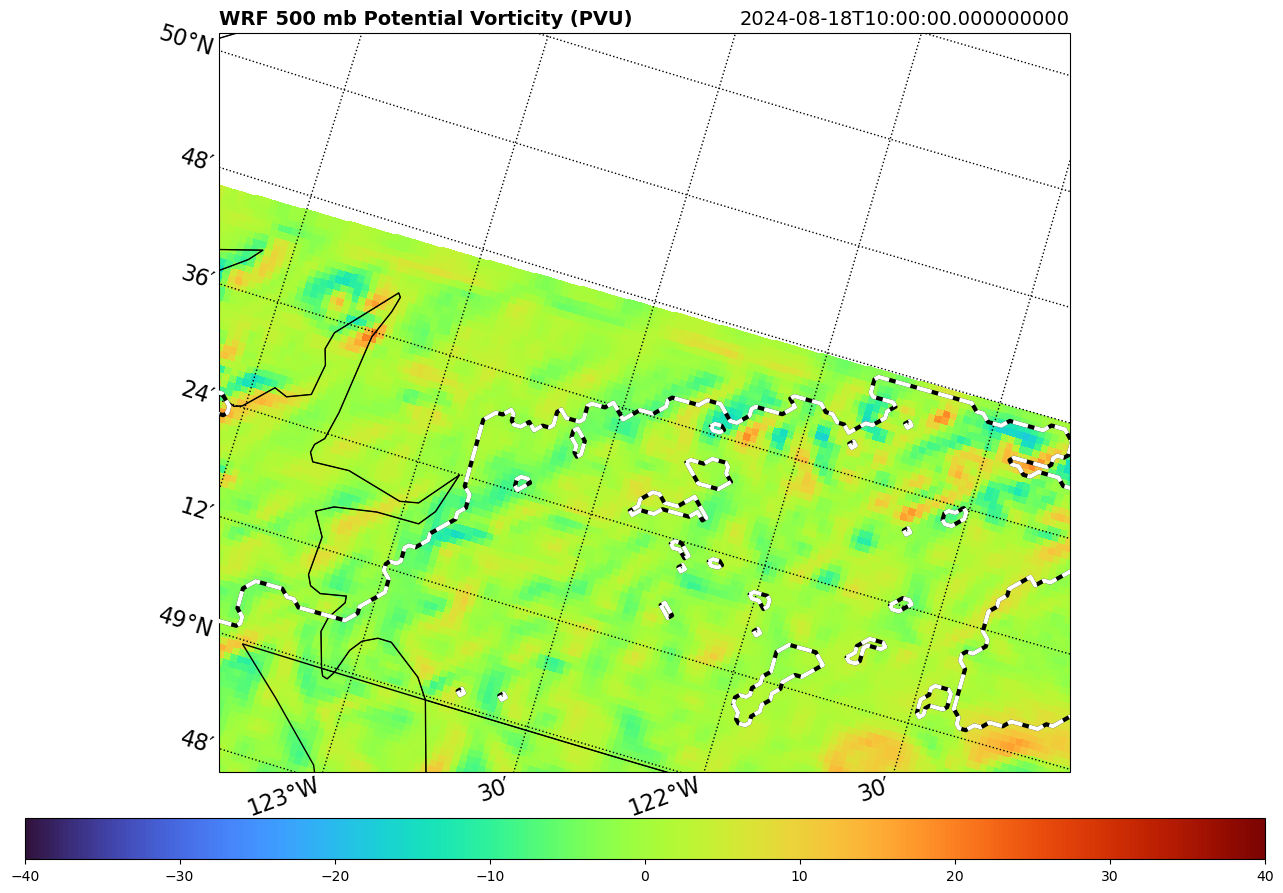 WRF 500 mb Potential Vorticity (PVU) 2024-08-18T10:00:00.000000000
50°N
48′
36′
24′
12′
49°N
48′
123°W 30′ 122°W 30′
−40 −30 −20 −10 0 10 20 30 40